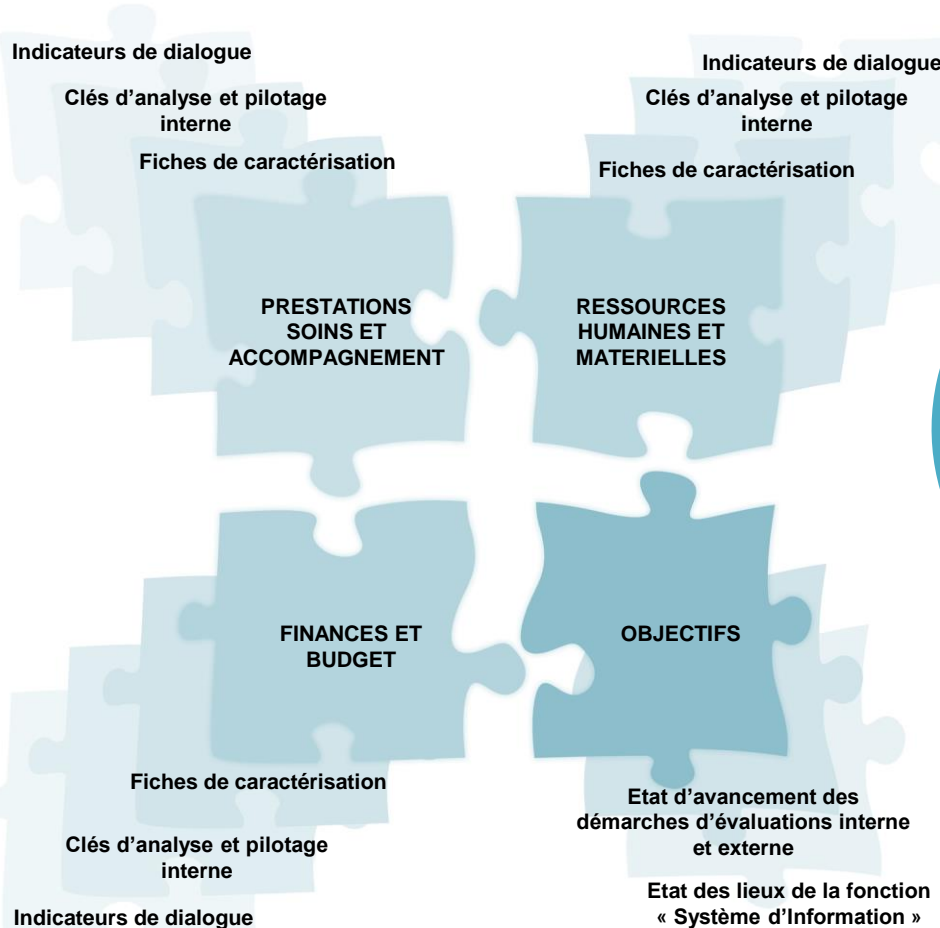 Indicateurs de dialogue
Clés d'analyse et pilotage
interne
Fiches de caractérisation
Indicateurs de dialogue
Clés d'analyse et pilotage
interne
Fiches de caractérisation
PRESTATIONS
SOINS ET
ACCOMPAGNEMENT
RESSOURCES
HUMAINES ET
MATERIELLES
FINANCES ET
BUDGET
OBJECTIFS
Fiches de caractérisation
Clés d'analyse et pilotage
interne
Indicateurs de dialogue
Etat d'avancement des
démarches d'évaluations interne
et externe
Etat des lieux de la fonction
« Système d'Information »